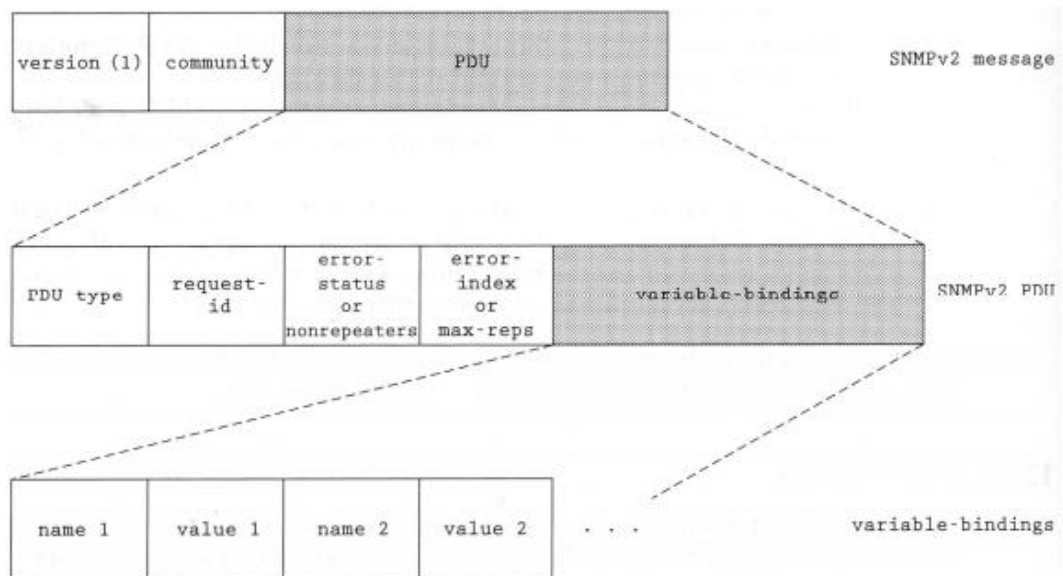 version (1)
community
PDU
SNMPv2 message
PDU type
request-
id
error-
status
or
nonrepeaters
error-
index
or
max-reps
variable-bindings
SNMPv2 PDU
name 1
value 1
name 2
value 2
. . .
variable-bindings